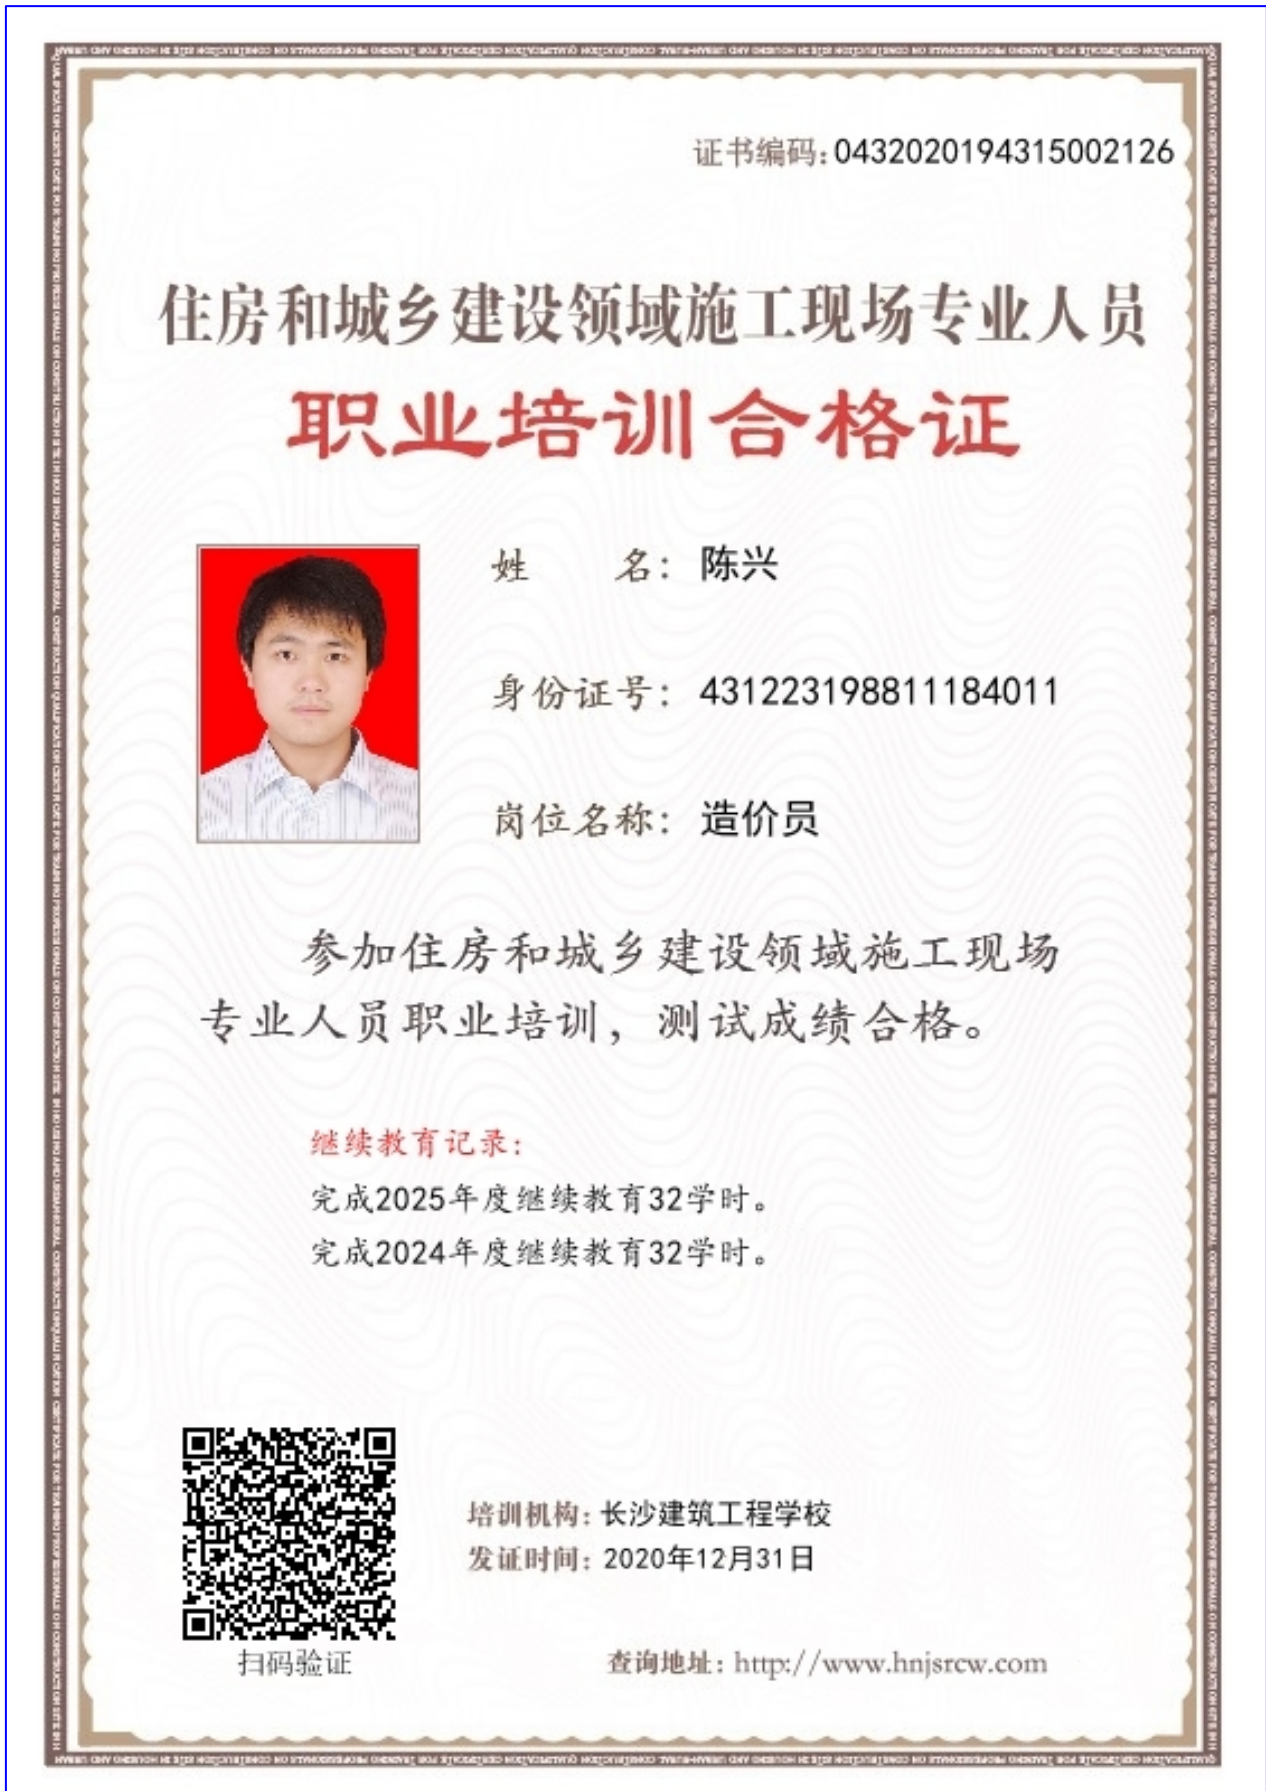 证书编码:0432020194315002126
住房和城乡建设领域施工现场专业人员
职业培训合格证
姓 名: 陈兴
身份证号: 431223198811184011
岗位名称: 造价员
参加住房和城乡建设领域施工现场
专业人员职业培训，测试成绩合格。
继续教育记录:
完成2025年度继续教育32学时。
完成2024年度继续教育32学时。
培训机构:长沙建筑工程学校
发证时间:2020年12月31日
扫码验证
查询地址:http://www.hnjsrcw.com